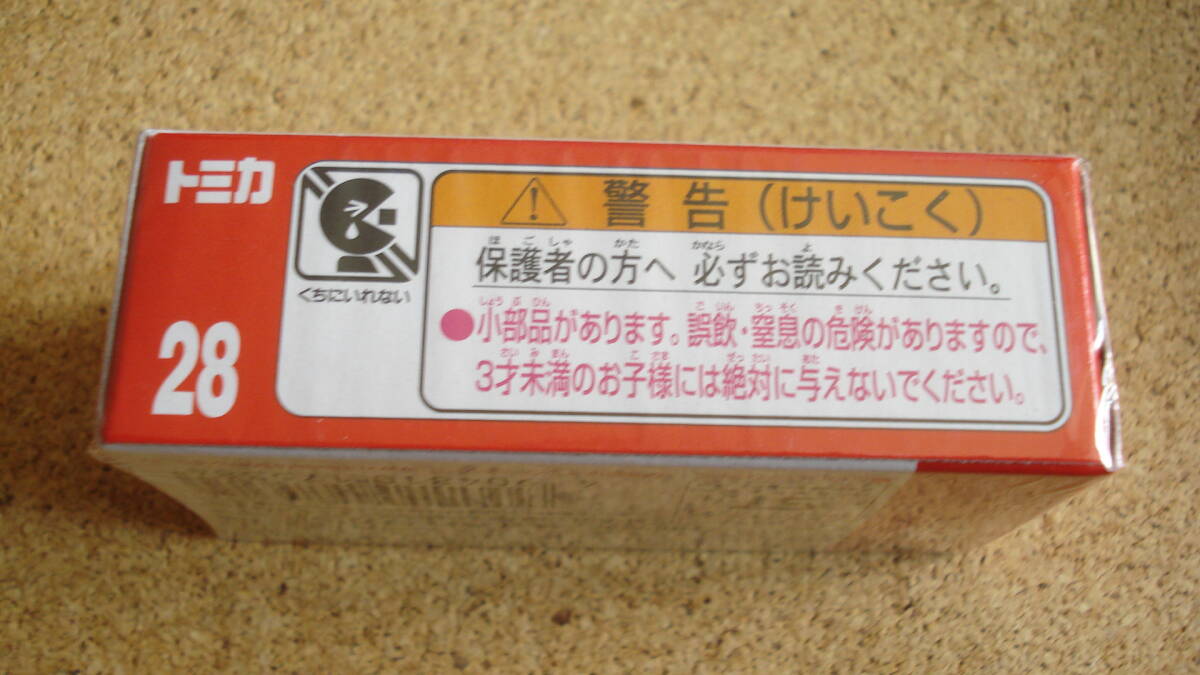 トミカ
28
くちにいれない
警告(けいこく)
保護者の方へ 必ずお読みください。
●小部品があります。誤飲・窒息の危険がありますので、
3才未満のお子様には絶対に与えないでください。